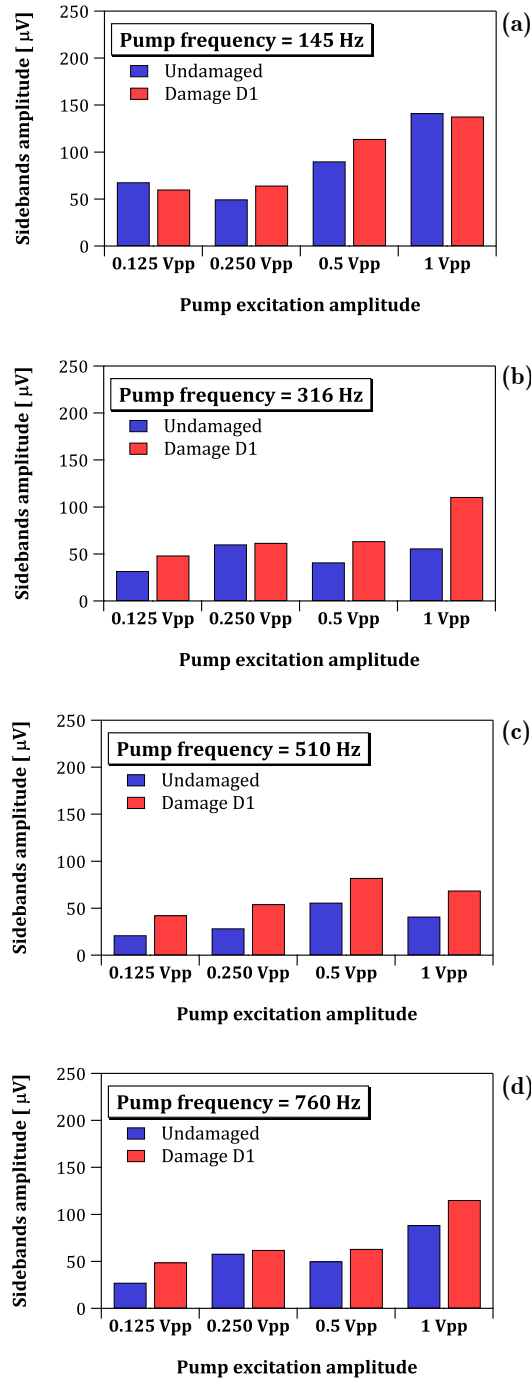 (a)
Pump frequency = 145 Hz
Undamaged
Damage D1
Sidebands amplitude [ μV]
250
200
150
100
50
0
0.125 Vpp 0.250 Vpp 0.5 Vpp 1 Vpp
Pump excitation amplitude
(b)
Pump frequency = 316 Hz
Undamaged
Damage D1
Sidebands amplitude [ μV]
250
200
150
100
50
0
0.125 Vpp 0.250 Vpp 0.5 Vpp 1 Vpp
Pump excitation amplitude
(c)
Pump frequency = 510 Hz
Undamaged
Damage D1
Sidebands amplitude [ μV]
250
200
150
100
50
0
0.125 Vpp 0.250 Vpp 0.5 Vpp 1 Vpp
Pump excitation amplitude
(d)
Pump frequency = 760 Hz
Undamaged
Damage D1
Sidebands amplitude [ μV]
250
200
150
100
50
0
0.125 Vpp 0.250 Vpp 0.5 Vpp 1 Vpp
Pump excitation amplitude